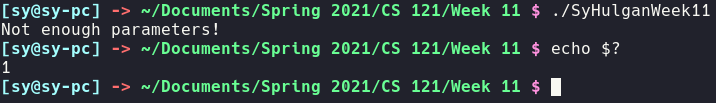 [sy@sy-pc] -> ~/Documents/Spring 2021/CS 121/Week 11 $ ./SyHulganWeek11
Not enough parameters!
[sy@sy-pc] -> ~/Documents/Spring 2021/CS 121/Week 11 $ echo $?
1
[sy@sy-pc] -> ~/Documents/Spring 2021/CS 121/Week 11 $